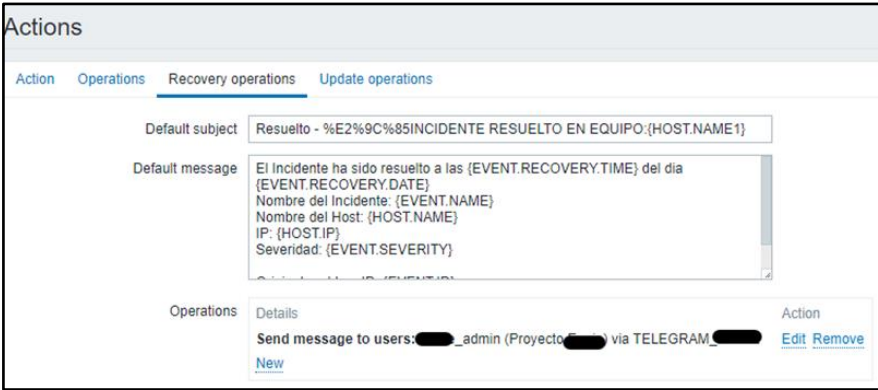 Actions
Action Operations Recovery operations Update operations
Default subject Resuelto - %E2%9C%85INCIDENTE RESUELTO EN EQUIPO:{HOST.NAME1}
Default message El Incidente ha sido resuelto a las {EVENT.RECOVERY.TIME} del dia
{EVENT.RECOVERY.DATE}
Nombre del Incidente: {EVENT.NAME}
Nombre del Host: {HOST.NAME}
IP: {HOST.IP}
Severidad: {EVENT.SEVERITY}
Operations Details Action
Send message to users: _admin (Proyecto ) via TELEGRAM_ Edit Remove
New